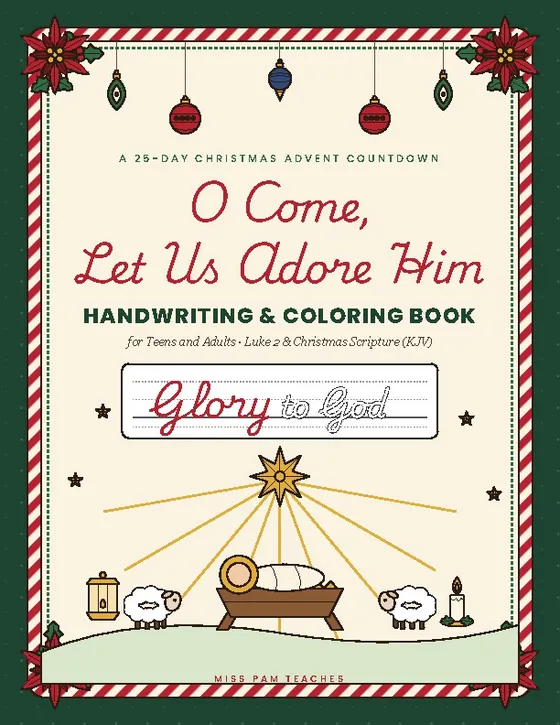 A 25-DAY CHRISTMAS ADVENT COUNTDOWN
O Come,
Let Us Adore Him
HANDWRITING & COLORING BOOK
for Teens and Adults • Luke 2 & Christmas Scripture (KJV)
Glory to God
MISS PAM TEACHES